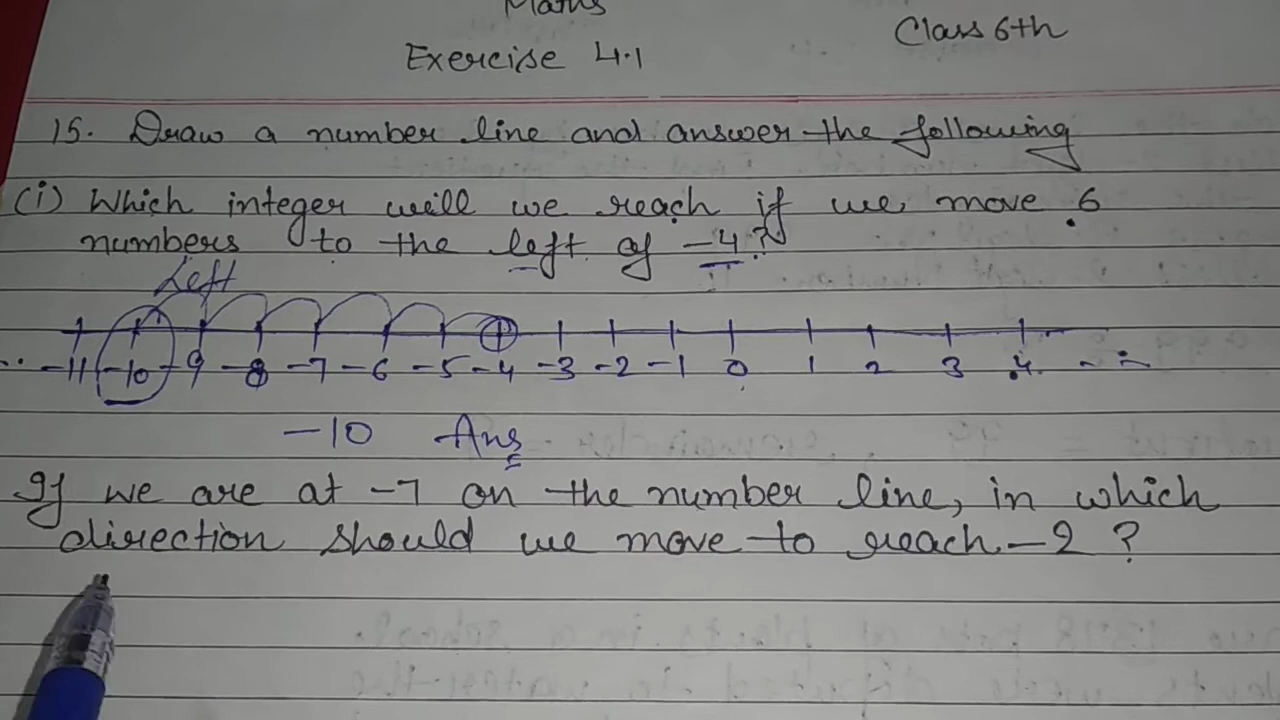 Maths
Class 6th
Exercise 4.1
15. Draw a number line and answer the following
(i) Which integer will we reach if we move 6
numbers to the left of -4?
Left
.. -11 -10 -9 -8 -7 -6 -5 -4 -3 -2 -1 0 1 2 3 4 - -
-10 Ans
If we are at -7 on the number line, in which
direction should we move to reach -2 ?